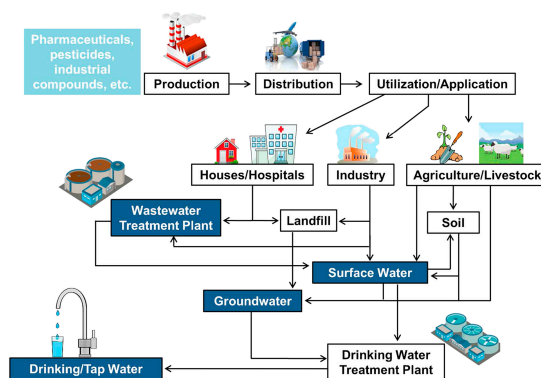 Pharmaceuticals,
pesticides,
industrial
compounds, etc.
Production
Distribution
Utilization/Application
Houses/Hospitals
Industry
Agriculture/Livestock
Wastewater
Treatment Plant
Landfill
Soil
Surface Water
Groundwater
Drinking/Tap Water
Drinking Water
Treatment Plant